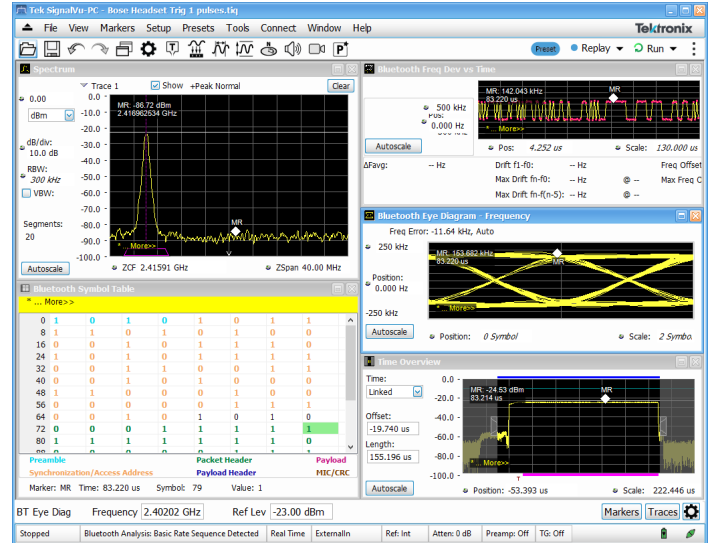 Tek SignalVu-PC - Bose Headset Trig 1 pulses.tiq
File View Markers Setup Presets Tools Connect Window Help
Tektronix
Preset Replay Run
Spectrum
Trace 1 Show +Peak Normal Clear
0.00
dBm
dB/div:
10.0 dB
RBW:
300 kHz
VBW:
Segments:
20
Autoscale
0.0
-10.0
-20.0
-30.0
-40.0
-50.0
-60.0
-70.0
-80.0
-90.0
-100.0
MR: -86.72 dBm
2.416962534 GHz
MR
* ... More>>
ZCF 2.41591 GHz ZSpan 40.00 MHz
Bluetooth Freq Dev vs Time
500 kHz
Pos:
0.000 Hz
Autoscale
MR: 142.043 kHz
83.220 us
MR
* ... More>>
Pos: 4.252 us Scale: 130.000 us
ΔFavg: -- Hz Drift f1-f0: -- Hz Freq Offset
Max Drift fn-f0: -- Hz @ -- Max Freq C
Max Drift fn-f(n-5): -- Hz @ --
Bluetooth Eye Diagram - Frequency
Freq Error: -11.64 kHz, Auto
250 kHz
Position:
0.000 Hz
-250 kHz
Autoscale
MR: 153.682 kHz
83.220 us
MR
Position: 0 Symbol Scale: 2 Symbo
Bluetooth Symbol Table
* ... More>>
0 1 0 1 0 1 0 1 1
8 1 1 0 1 0 1 0 1
16 0 0 1 0 1 1 1 1
24 1 0 0 1 0 1 1 1
32 0 0 1 0 1 0 1 1
40 0 0 0 1 0 0 0 0
48 1 1 0 0 0 1 0 0
56 0 0 0 0 0 1 1 1
64 0 0 1 0 1 0 1 0
72 0 0 0 1 1 1 1 1
80 1 1 1 1 1 1 1 0
Preamble Packet Header Payload
Synchronization/Access Address Payload Header MIC/CRC
Marker: MR Time: 83.220 us Symbol: 79 Value: 1
Time Overview
Time:
Linked
Offset:
-19.740 us
Length:
155.196 us
Autoscale
0.0
-20.0
-40.0
-60.0
-80.0
-100.0
MR: -24.53 dBm
83.214 us
MR
* ... More>>
T
Position: -53.393 us Scale: 222.446 us
BT Eye Diag Frequency 2.40202 GHz Ref Lev -23.00 dBm Markers Traces
Stopped Bluetooth Analysis: Basic Rate Sequence Detected Real Time ExternalIn Ref: Int Atten: 0 dB Preamp: Off TG: Off